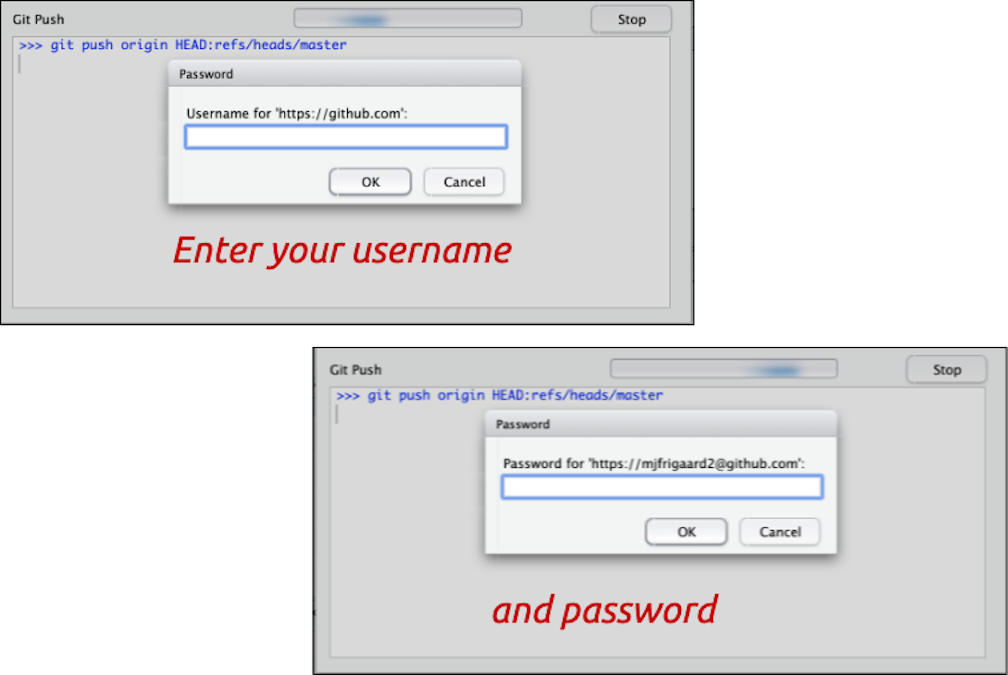 Git Push
Stop
>>> git push origin HEAD:refs/heads/master
Password
Username for 'https://github.com':
OK
Cancel
Enter your username
Git Push
Stop
>>> git push origin HEAD:refs/heads/master
Password
Password for 'https://mjfrigaard2@github.com':
OK
Cancel
and password